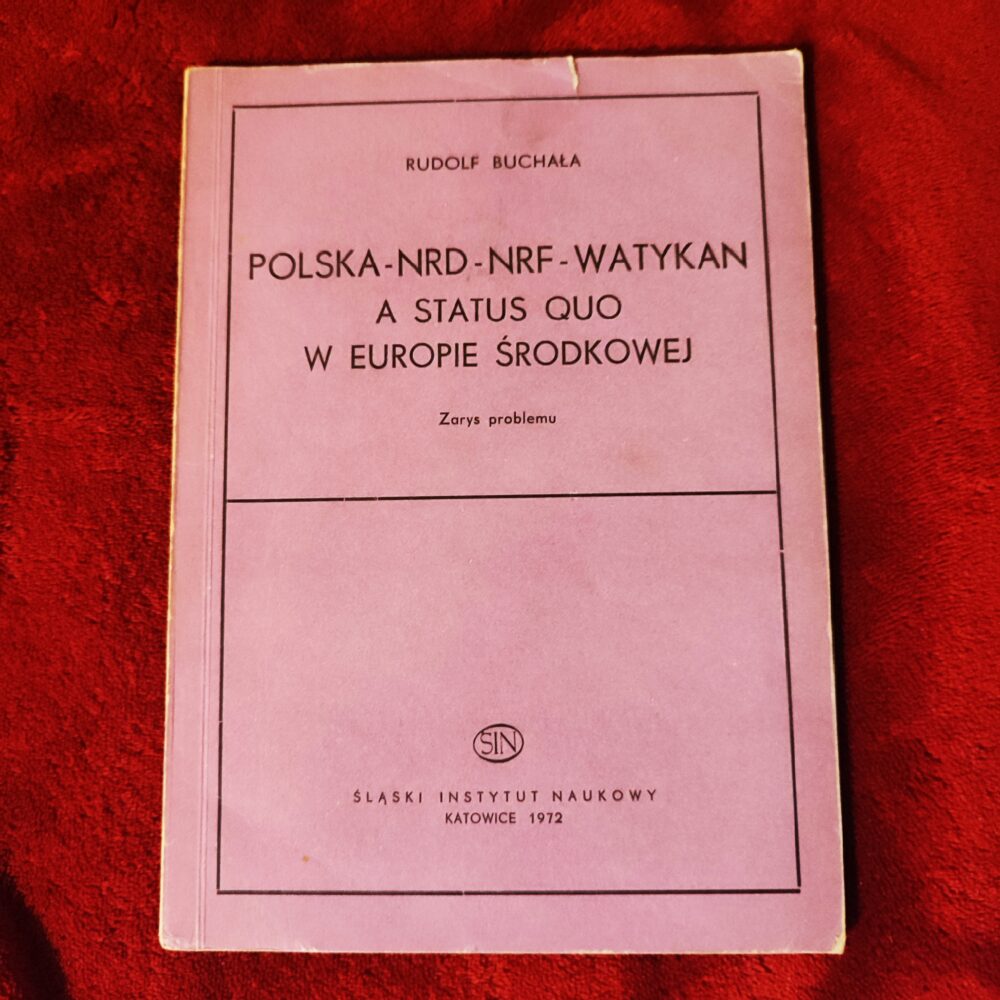 RUDOLF BUCHAŁA
POLSKA-NRD-NRF-WATYKAN
A STATUS QUO
W EUROPIE ŚRODKOWEJ
Zarys problemu
ŚIN
ŚLĄSKI INSTYTUT NAUKOWY
KATOWICE 1972